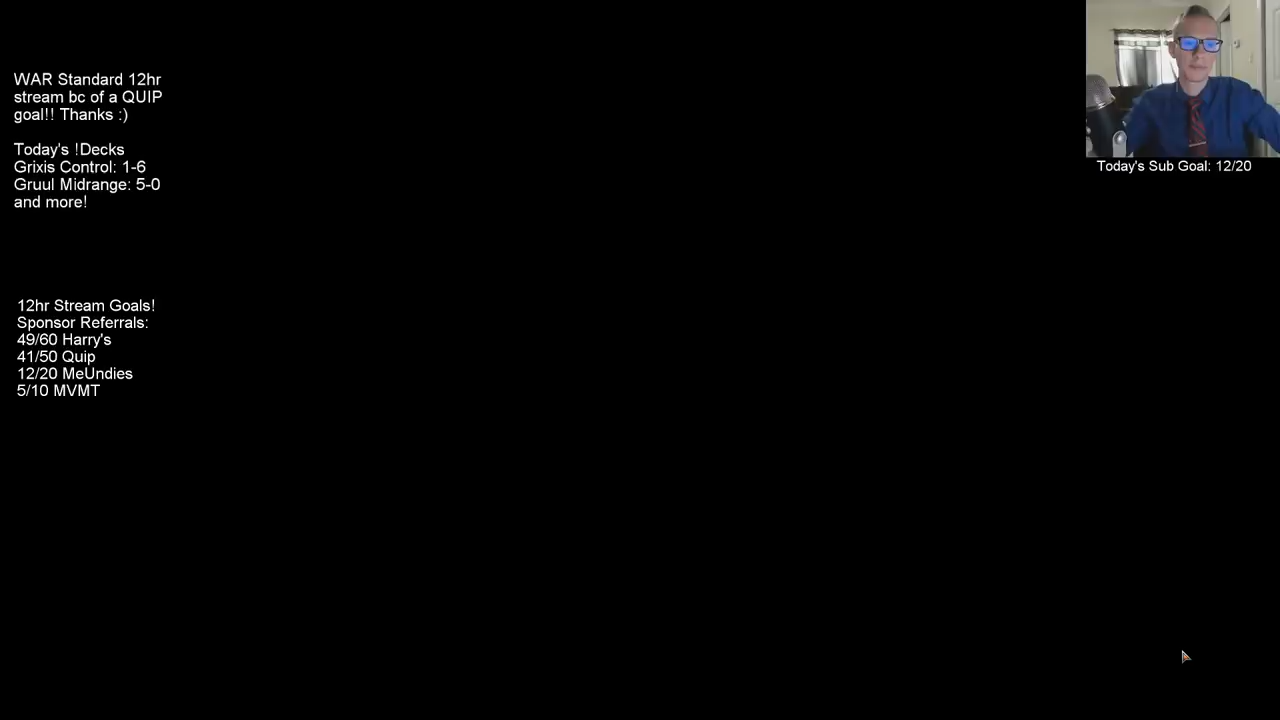 WAR Standard 12hr
stream bc of a QUIP
goal!! Thanks :)
Today's !Decks
Grixis Control: 1-6
Gruul Midrange: 5-0
and more!
12hr Stream Goals!
Sponsor Referrals:
49/60 Harry's
41/50 Quip
12/20 MeUndies
5/10 MVMT
Today's Sub Goal: 12/20